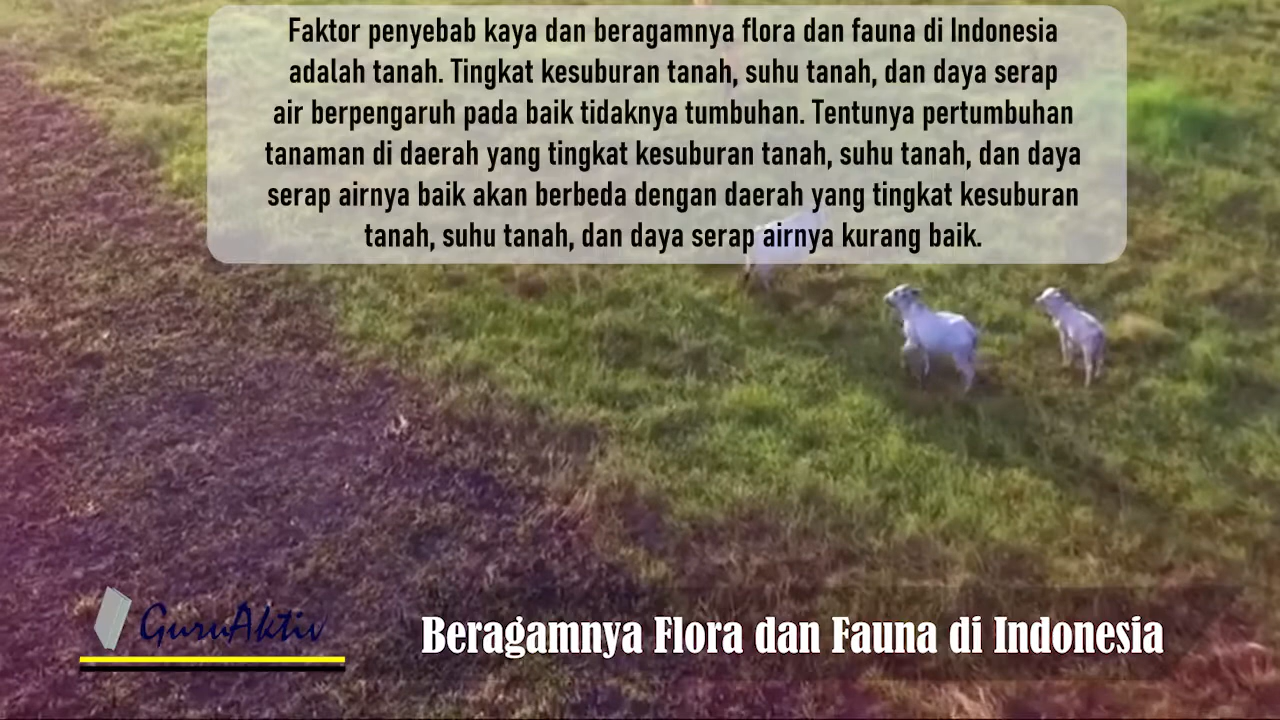 Faktor penyebab kaya dan beragamnya flora dan fauna di Indonesia
adalah tanah. Tingkat kesuburan tanah, suhu tanah, dan daya serap
air berpengaruh pada baik tidaknya tumbuhan. Tentunya pertumbuhan
tanaman di daerah yang tingkat kesuburan tanah, suhu tanah, dan daya
serap airnya baik akan berbeda dengan daerah yang tingkat kesuburan
tanah, suhu tanah, dan daya serap airnya kurang baik.
GuruAktiv
Beragamnya Flora dan Fauna di Indonesia